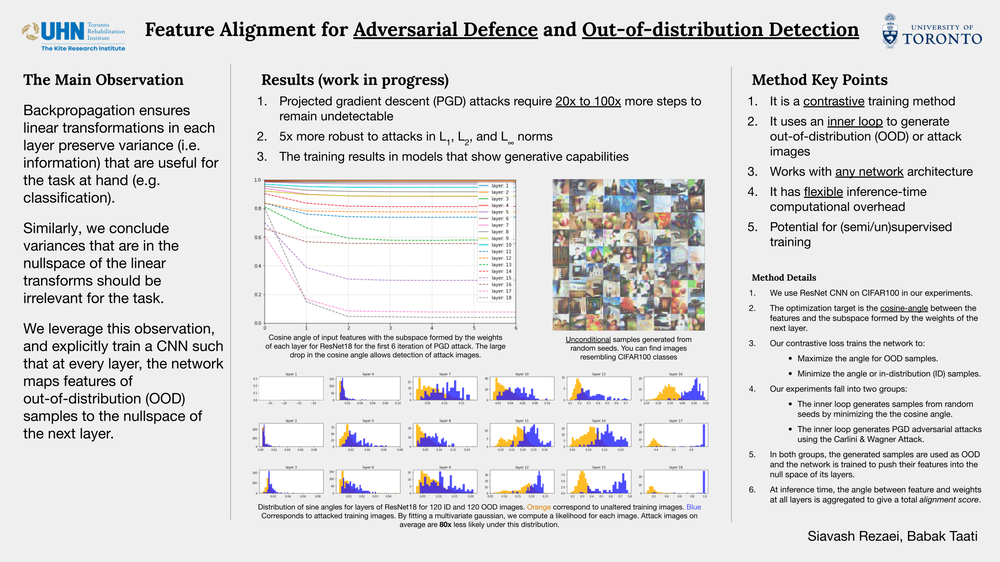 UHN
Toronto
Rehabilitation
Institute
The Kite Research Institute
Feature Alignment for Adversarial Defence and Out-of-distribution Detection
UNIVERSITY OF
TORONTO
The Main Observation
Backpropagation ensures
linear transformations in each
layer preserve variance (i.e.
information) that are useful for
the task at hand (e.g.
classification).
Similarly, we conclude
variances that are in the
nullspace of the linear
transforms should be
irrelevant for the task.
We leverage this observation,
and explicitly train a CNN such
that at every layer, the network
maps features of
out-of-distribution (OOD)
samples to the nullspace of
the next layer.
Results (work in progress)
1. Projected gradient descent (PGD) attacks require 20x to 100x more steps to
remain undetectable
2. 5x more robust to attacks in L1, L2, and L∞ norms
3. The training results in models that show generative capabilities
1.0
0.8
0.6
0.4
0.2
0.0
0 1 2 3 4 5 6
layer 1
layer 2
layer 3
layer 4
layer 5
layer 6
layer 7
layer 8
layer 9
layer 10
layer 11
layer 12
layer 13
layer 14
layer 15
layer 16
layer 17
layer 18
Cosine angle of input features with the subspace formed by the weights
of each layer for ResNet18 for the first 6 iteration of PGD attack. The large
drop in the cosine angle allows detection of attack images.
Unconditional samples generated from
random seeds. You can find images
resembling CIFAR100 classes
layer 1
layer 4
layer 7
layer 10
layer 13
layer 16
layer 2
layer 5
layer 8
layer 11
layer 14
layer 17
layer 3
layer 6
layer 9
layer 12
layer 15
layer 18
Distribution of sine angles for layers of ResNet18 for 120 ID and 120 OOD images. Orange correspond to unaltered training images. Blue
Corresponds to attacked training images. By fitting a multivariate gaussian, we compute a likelihood for each image. Attack images on
average are 80x less likely under this distribution.
Method Key Points
1. It is a contrastive training method
2. It uses an inner loop to generate
out-of-distribution (OOD) or attack
images
3. Works with any network architecture
4. It has flexible inference-time
computational overhead
5. Potential for (semi/un)supervised
training
Method Details
1. We use ResNet CNN on CIFAR100 in our experiments.
2. The optimization target is the cosine-angle between the
features and the subspace formed by the weights of the
next layer.
3. Our contrastive loss trains the network to:
• Maximize the angle for OOD samples.
• Minimize the angle or in-distribution (ID) samples.
4. Our experiments fall into two groups:
• The inner loop generates samples from random
seeds by minimizing the the cosine angle.
• The inner loop generates PGD adversarial attacks
using the Carlini & Wagner Attack.
5. In both groups, the generated samples are used as OOD
and the network is trained to push their features into the
null space of its layers.
6. At inference time, the angle between feature and weights
at all layers is aggregated to give a total alignment score.
Siavash Rezaei, Babak Taati